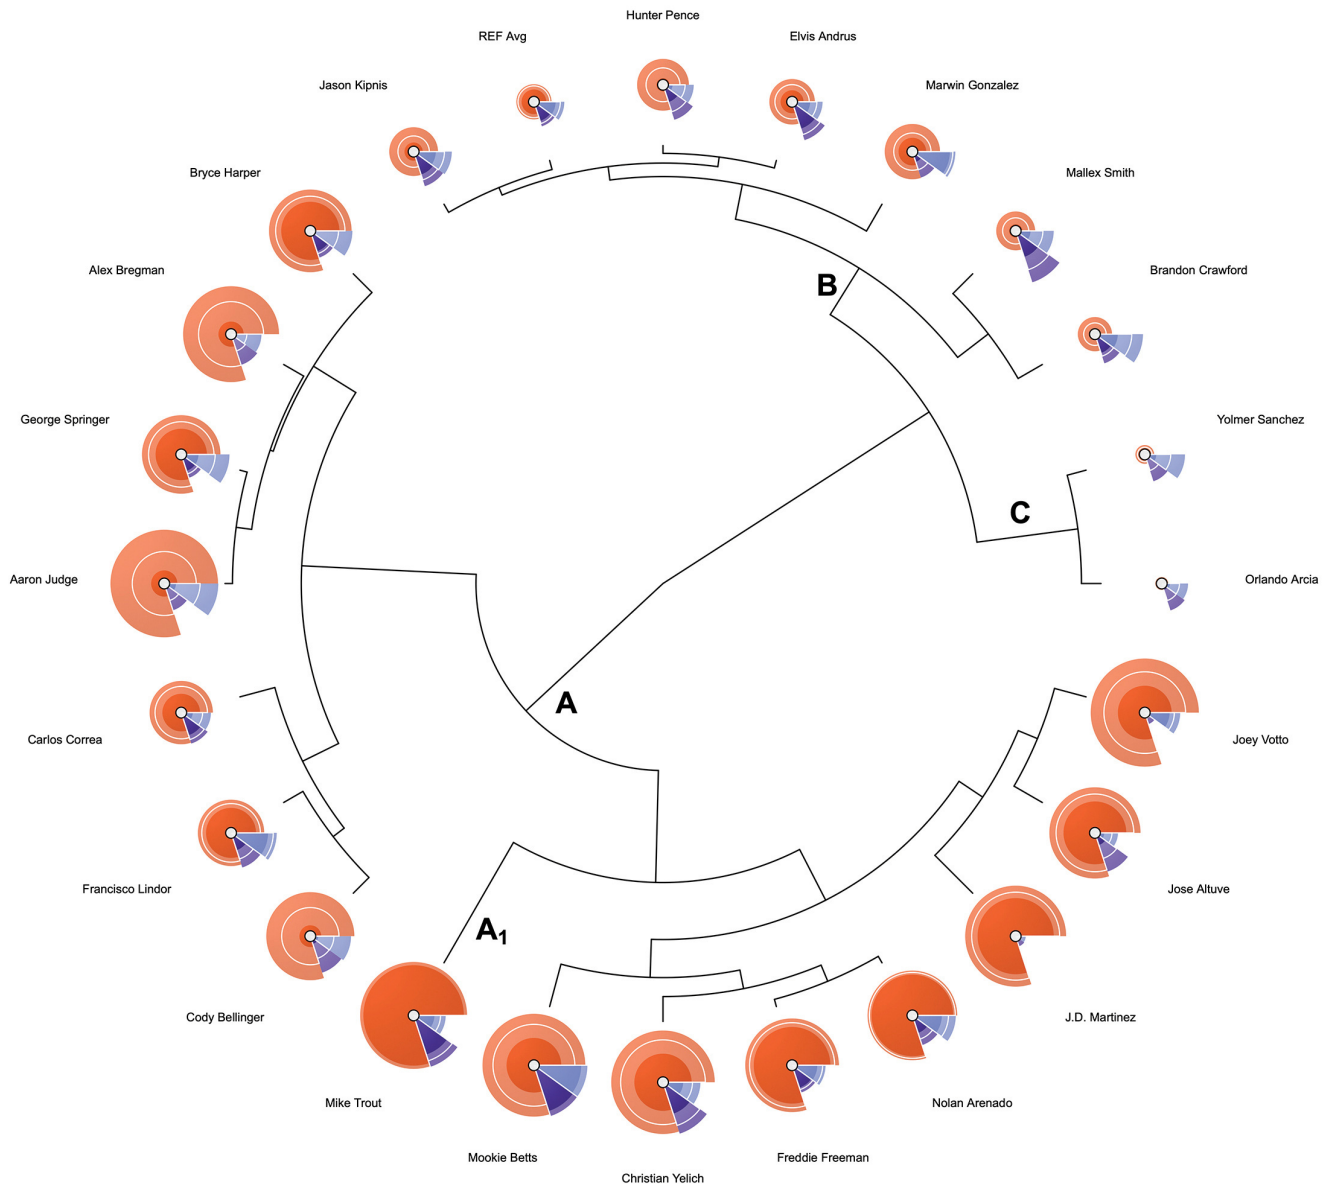 Hunter Pence
REF Avg
Elvis Andrus
Jason Kipnis
Marwin Gonzalez
Bryce Harper
Mallex Smith
Alex Bregman
Brandon Crawford
B
George Springer
Yolmer Sanchez
C
Aaron Judge
Orlando Arcia
A
Carlos Correa
Joey Votto
Francisco Lindor
Jose Altuve
A1
Cody Bellinger
J.D. Martinez
Mike Trout
Nolan Arenado
Mookie Betts
Freddie Freeman
Christian Yelich